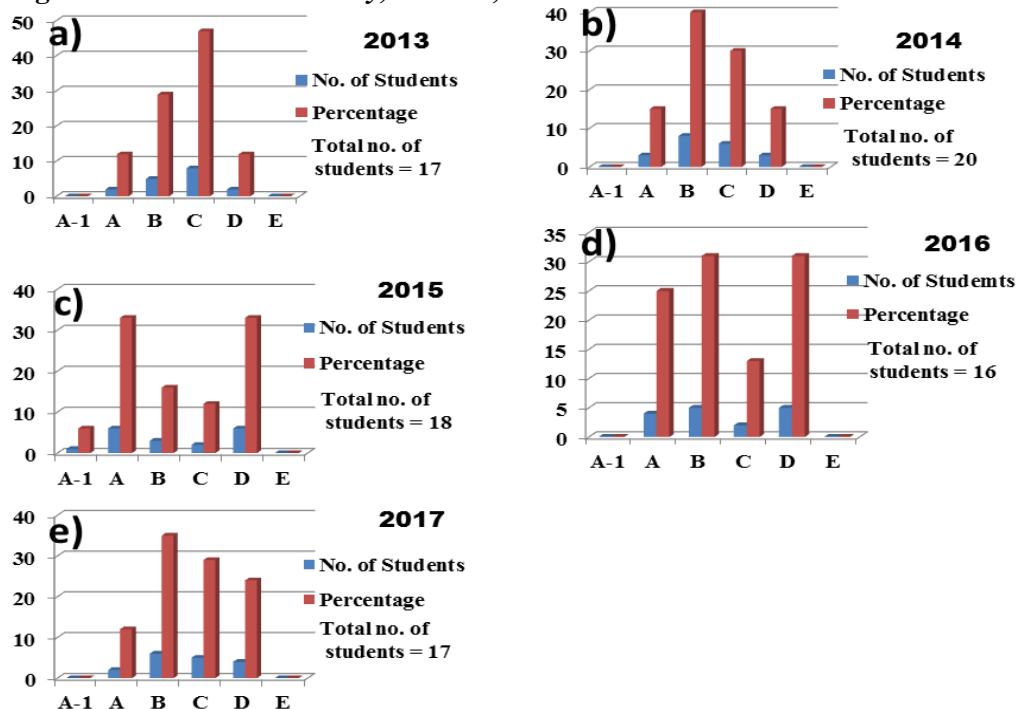 a)
2013
50
40
30
20
10
0
No. of Students
Percentage
Total no. of
students = 17
A-1 A B C D E
b)
2014
40
30
20
10
0
No. of Students
Percentage
Total no. of
students = 20
A-1 A B C D E
c)
2015
40
30
20
10
0
No. of Students
Percentage
Total no. of
students = 18
A-1 A B C D E
d)
2016
35
30
25
20
15
10
5
0
No. of Studemts
Percentage
Total no. of
students = 16
A-1 A B C D E
e)
2017
40
30
20
10
0
No. of Students
Percentage
Total no. of
students = 17
A-1 A B C D E